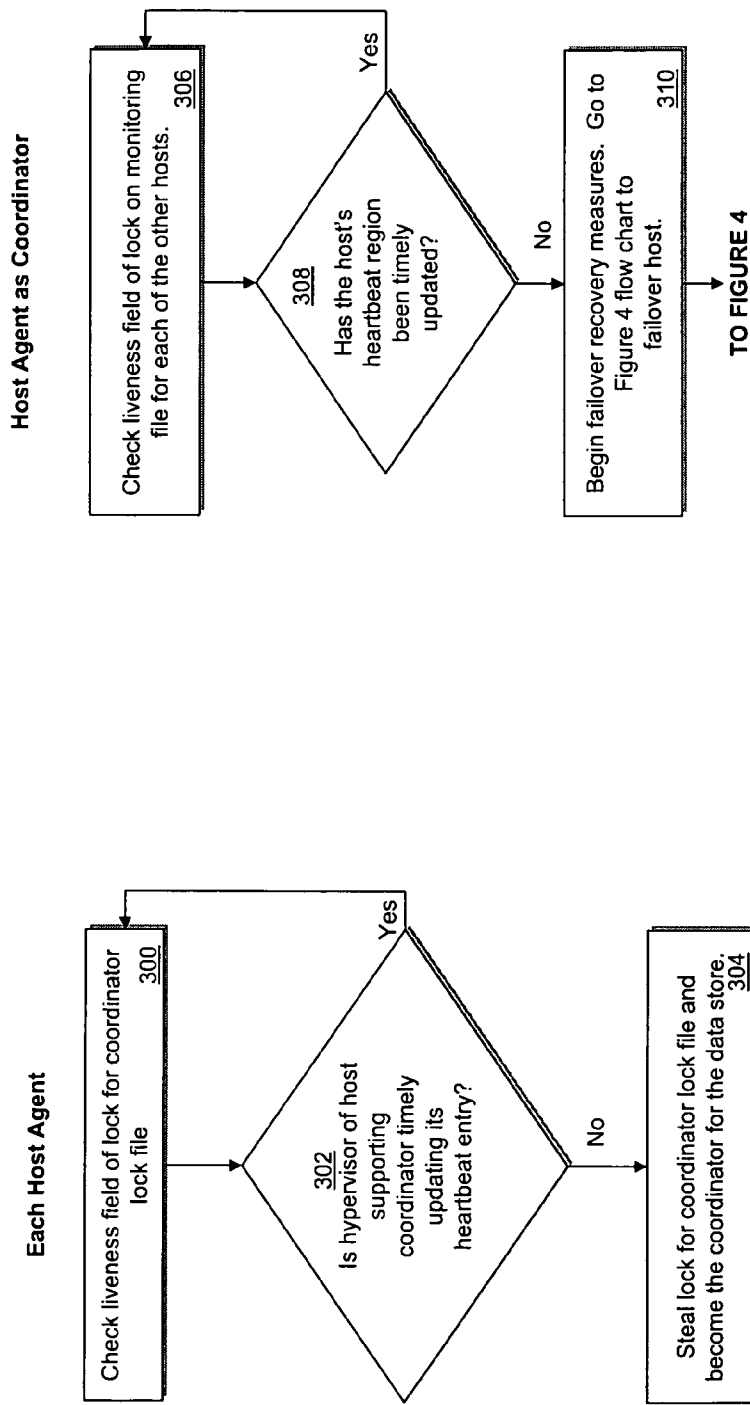 Each Host Agent
Check liveness field of lock for coordinator
lock file
300
302
Is hypervisor of host
supporting
coordinator timely
updating its
heartbeat entry?
Yes
No
Steal lock for coordinator lock file and
become the coordinator for the data store.
304
Host Agent as Coordinator
Check liveness field of lock on monitoring
file for each of the other hosts.
306
308
Has the host's
heartbeat region
been timely
updated?
Yes
No
Begin failover recovery measures. Go to
Figure 4 flow chart to
failover host.
310
TO FIGURE 4